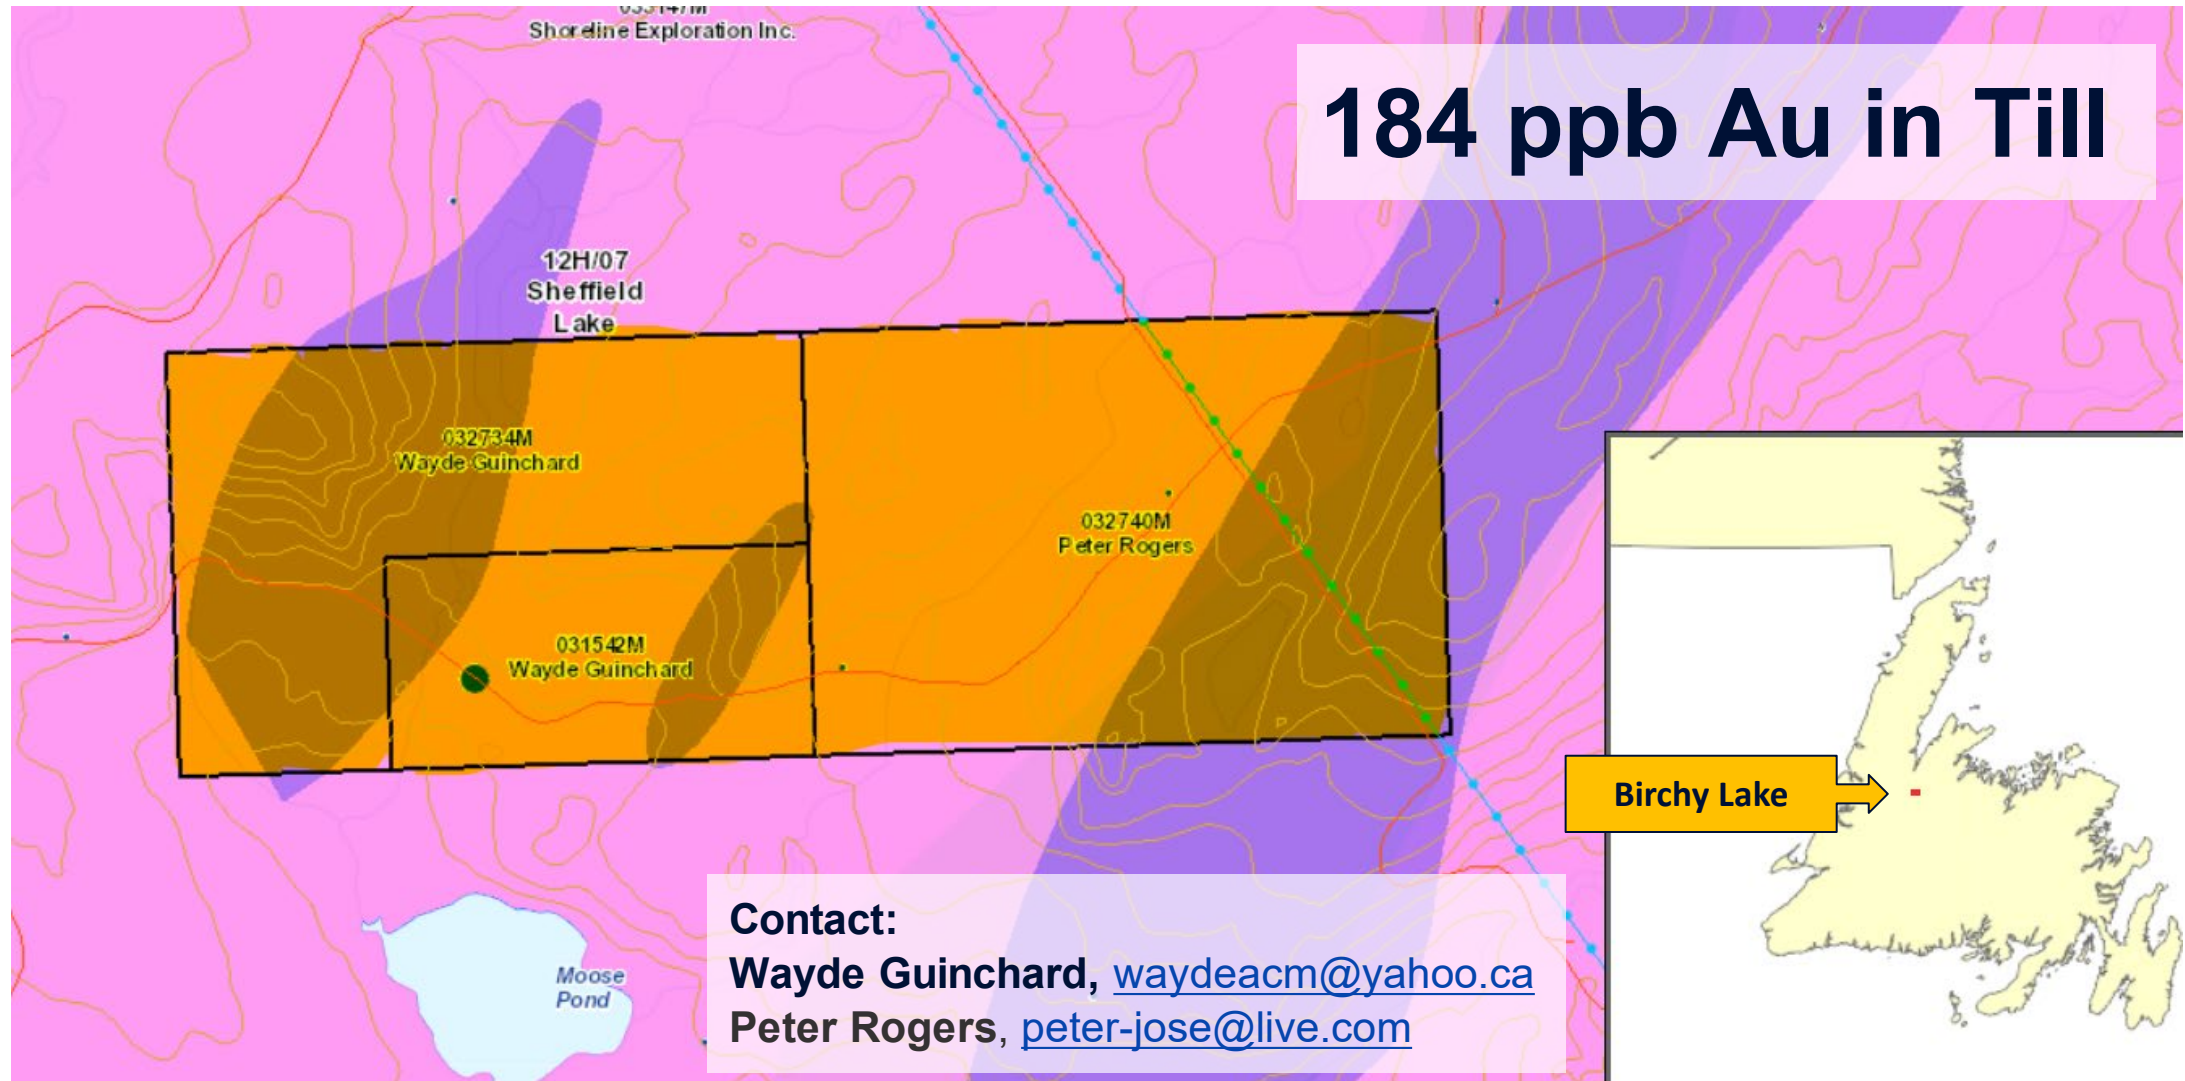 Shoreline Exploration Inc.
184 ppb Au in Till
12H/07
Sheffield
Lake
032734M
Wayde Guinchard
032740M
Peter Rogers
031542M
Wayde Guinchard
Birchy Lake
Moose
Pond
Contact:
Wayde Guinchard, waydeacm@yahoo.ca
Peter Rogers, peter-jose@live.com